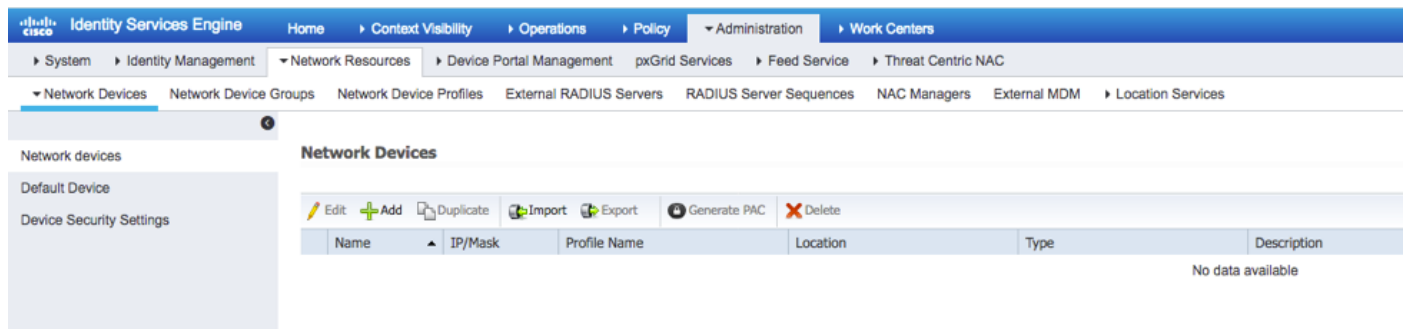 cisco Identity Services Engine Home Context Visibility Operations Policy Administration Work Centers
System Identity Management Network Resources Device Portal Management pxGrid Services Feed Service Threat Centric NAC
Network Devices Network Device Groups Network Device Profiles External RADIUS Servers RADIUS Server Sequences NAC Managers External MDM Location Services
Network devices
Default Device
Device Security Settings
Network Devices
Edit Add Duplicate Import Export Generate PAC Delete
Name IP/Mask Profile Name Location Type Description
No data available